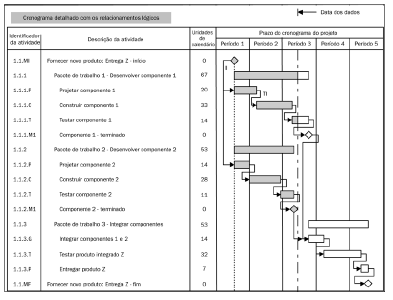 Cronograma detalhado com os relacionamentos lógicos
Data dos dados
Identificador da atividade
Descrição da atividade
Unidades de calendário
Prazo do cronograma do projeto
Período 1 Período 2 Período 3 Período 4 Período 5
1.1.MI Fornecer novo produto: Entrega Z - início 0
1.1.1 Pacote de trabalho 1 - Desenvolver componente 1 67
1.1.1.P Projetar componente 1 20
1.1.1.C Construir componente 1 33
1.1.1.T Testar componente 1 14
1.1.1.M1 Componente 1 - terminado 0
1.1.2 Pacote de trabalho 2 - Desenvolver componente 2 53
1.1.2.P Projetar componente 2 14
1.1.2.C Construir componente 2 28
1.1.2.T Testar componente 2 11
1.1.2.M1 Componente 2 - terminado 0
1.1.3 Pacote de trabalho 3 - Integrar componentes 53
1.1.3.G Integrar componentes 1 e 2 14
1.1.3.T Testar produto integrado Z 32
1.1.3.P Entregar produto Z 7
1.1.MF Fornecer novo produto: Entrega Z - fim 0